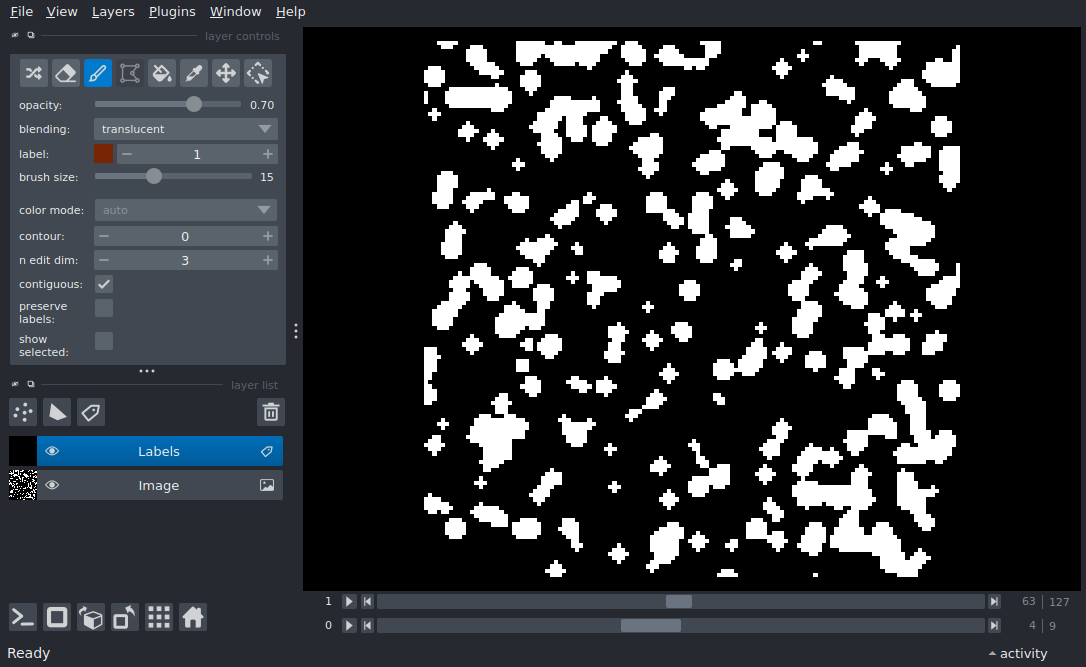 File View Layers Plugins Window Help
layer controls
opacity: 0.70
blending: translucent
label: 1
brush size: 15
color mode: auto
contour: 0
n edit dim: 3
contiguous:
preserve
labels:
show
selected:
layer list
Labels
Image
1 63 127
0 4 9
Ready activity